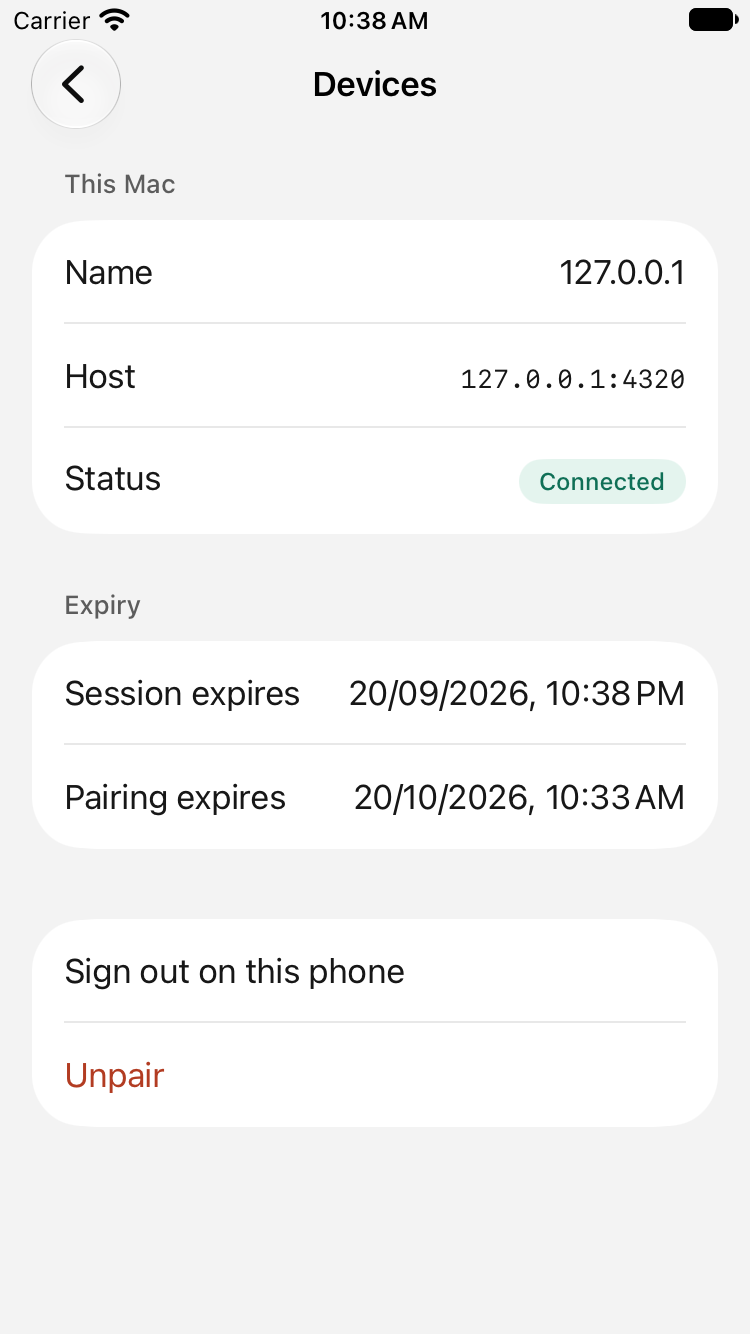 Carrier 10:38 AM
Devices
This Mac
Name 127.0.0.1
Host 127.0.0.1:4320
Status Connected
Expiry
Session expires 20/09/2026, 10:38 PM
Pairing expires 20/10/2026, 10:33 AM
Sign out on this phone
Unpair